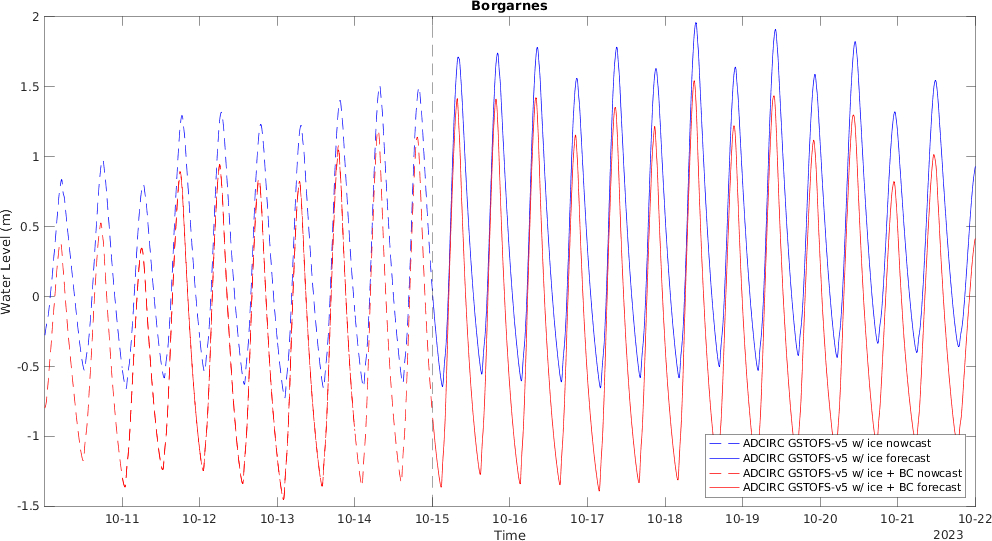 Borgarnes
Water Level (m)
2
1.5
1
0.5
0
-0.5
-1
-1.5
ADCIRC GSTOFS-v5 w/ ice nowcast
ADCIRC GSTOFS-v5 w/ ice forecast
ADCIRC GSTOFS-v5 w/ ice + BC nowcast
ADCIRC GSTOFS-v5 w/ ice + BC forecast
10-11 10-12 10-13 10-14 10-15 10-16 10-17 10-18 10-19 10-20 10-21 10-22
Time
2023